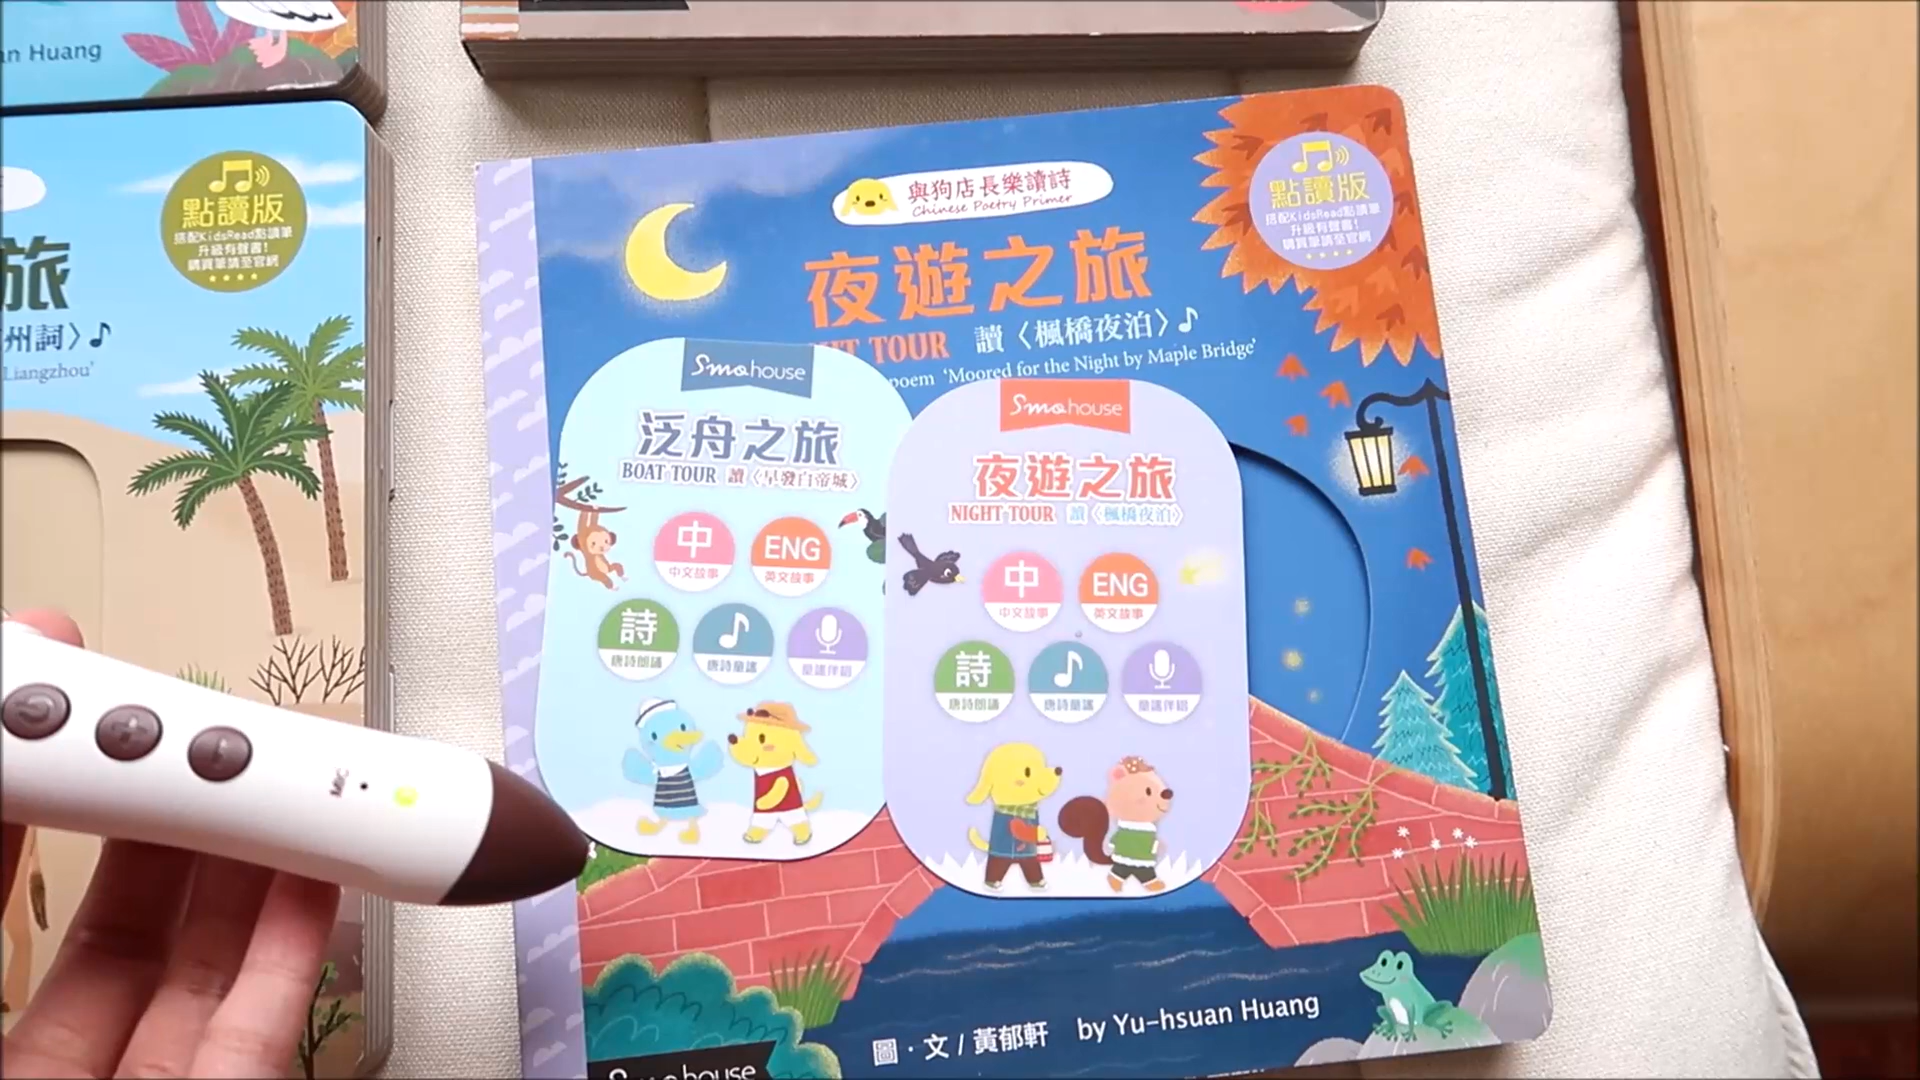 Huang
點讀版
搭配KidsRead點讀筆
升級有聲書!
購買筆請至官網
旅
州詞〉♪
Liangzhou’
與狗店長樂讀詩
Chinese Poetry Primer
夜遊之旅
TOUR 讀〈楓橋夜泊〉♪
poem ‘Moored for the Night by Maple Bridge’
點讀版
搭配KidsRead點讀筆
升級有聲書!
購買筆請至官網
Smahouse
泛舟之旅
BOAT TOUR 讀〈早發白帝城〉
中
中文故事
ENG
英文故事
詩
唐詩朗誦
唐詩童謠
童謠伴唱
Smahouse
夜遊之旅
NIGHT TOUR 讀〈楓橋夜泊〉
中
中文故事
ENG
英文故事
詩
唐詩朗誦
唐詩童謠
童謠伴唱
MIC
圖・文/黃郁軒 by Yu-hsuan Huang
Smahouse